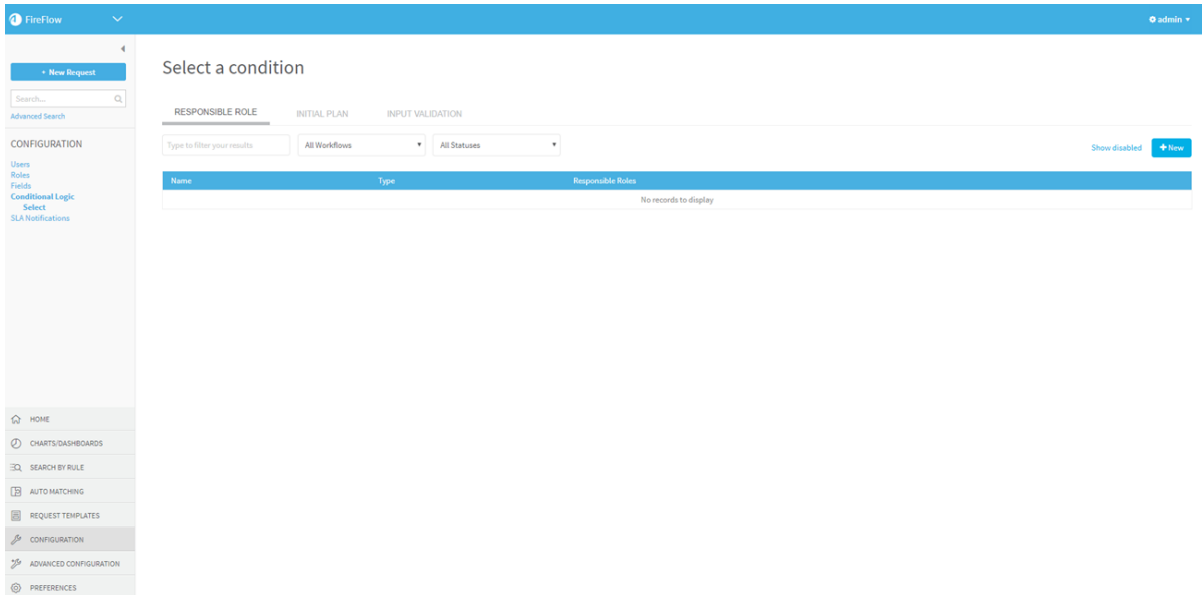 FireFlow
admin
+ New Request
Search...
Advanced Search
CONFIGURATION
Users
Roles
Fields
Conditional Logic
Select
SLA Notifications
HOME
CHARTS/DASHBOARDS
SEARCH BY RULE
AUTO MATCHING
REQUEST TEMPLATES
CONFIGURATION
ADVANCED CONFIGURATION
PREFERENCES
Select a condition
RESPONSIBLE ROLE INITIAL PLAN INPUT VALIDATION
Type to filter your results All Workflows All Statuses Show disabled + New
Name Type Responsible Roles
No records to display